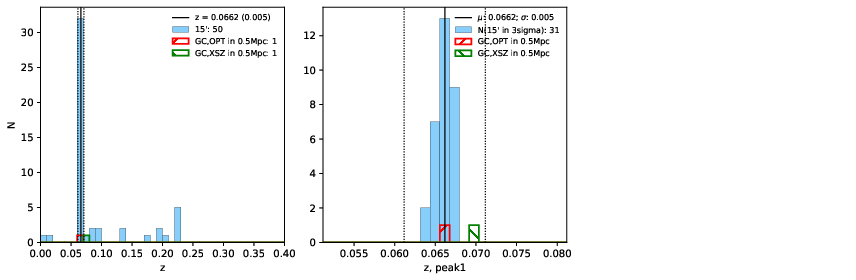 z = 0.0662 (0.005)
15': 50
GC,OPT in 0.5Mpc: 1
GC,XSZ in 0.5Mpc: 1
30
25
20
15
10
5
0
N
0.00 0.05 0.10 0.15 0.20 0.25 0.30 0.35 0.40
z
μ: 0.0662; σ: 0.005
N(15' in 3sigma): 31
GC,OPT in 0.5Mpc
GC,XSZ in 0.5Mpc
12
10
8
6
4
2
0
0.055 0.060 0.065 0.070 0.075 0.080
z, peak1